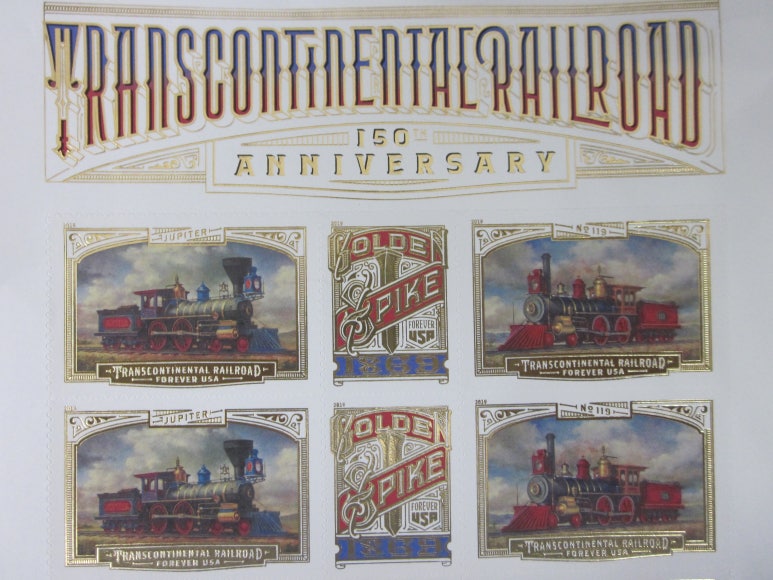 TRANSCONTINENTAL RAILROAD
150TH
ANNIVERSARY
2019
JUPITER
TRANSCONTINENTAL RAILROAD
FOREVER USA
2019
GOLDEN
SPIKE
FOREVER
USA
1869
2019
No 119
TRANSCONTINENTAL RAILROAD
FOREVER USA
2019
JUPITER
TRANSCONTINENTAL RAILROAD
FOREVER USA
2019
GOLDEN
SPIKE
FOREVER
USA
1869
2019
No 119
TRANSCONTINENTAL RAILROAD
FOREVER USA